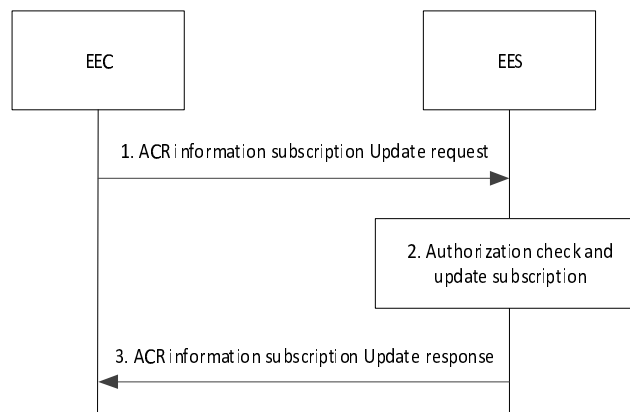 EEC
EES
1. ACR information subscription Update request
2. Authorization check and
update subscription
3. ACR information subscription Update response